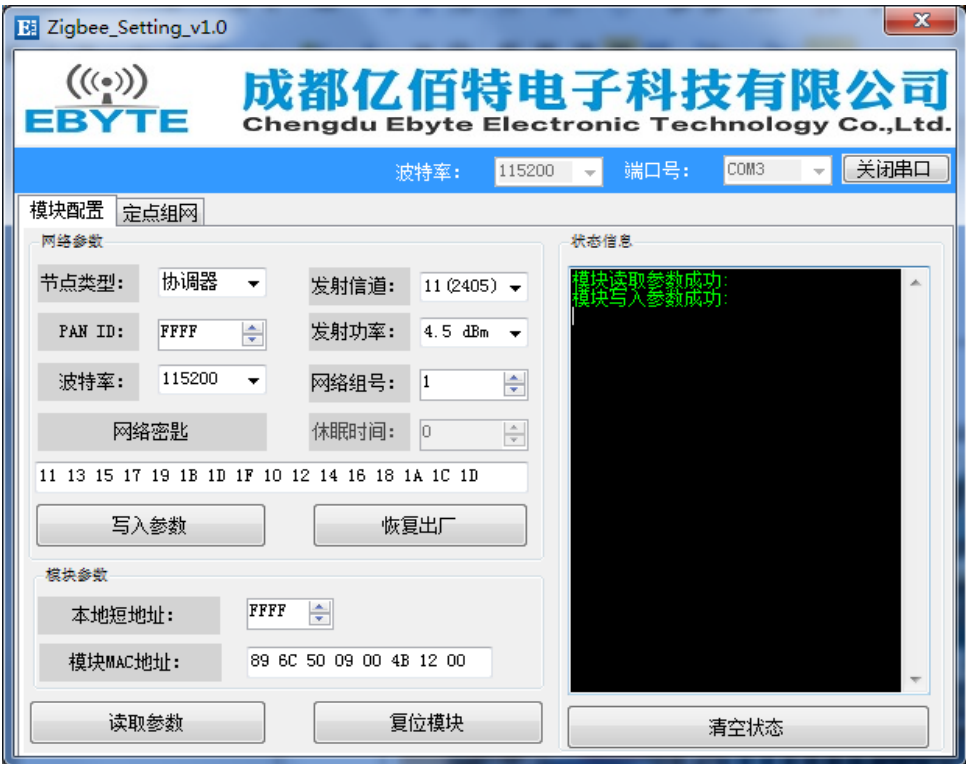 Zigbee_Setting_v1.0
EBYTE
成都亿佰特电子科技有限公司
Chengdu Ebyte Electronic Technology Co.,Ltd.
波特率： 115200 端口号： COM3 关闭串口
模块配置 定点组网
网络参数
节点类型： 协调器 发射信道： 11(2405)
PAN ID: FFFF 发射功率： 4.5 dBm
波特率： 115200 网络组号： 1
网络密匙 休眠时间： 0
11 13 15 17 19 1B 1D 1F 10 12 14 16 18 1A 1C 1D
写入参数 恢复出厂
模块参数
本地短地址： FFFF
模块MAC地址： 89 6C 50 09 00 4B 12 00
读取参数 复位模块
状态信息
模块读取参数成功：
模块写入参数成功：
清空状态